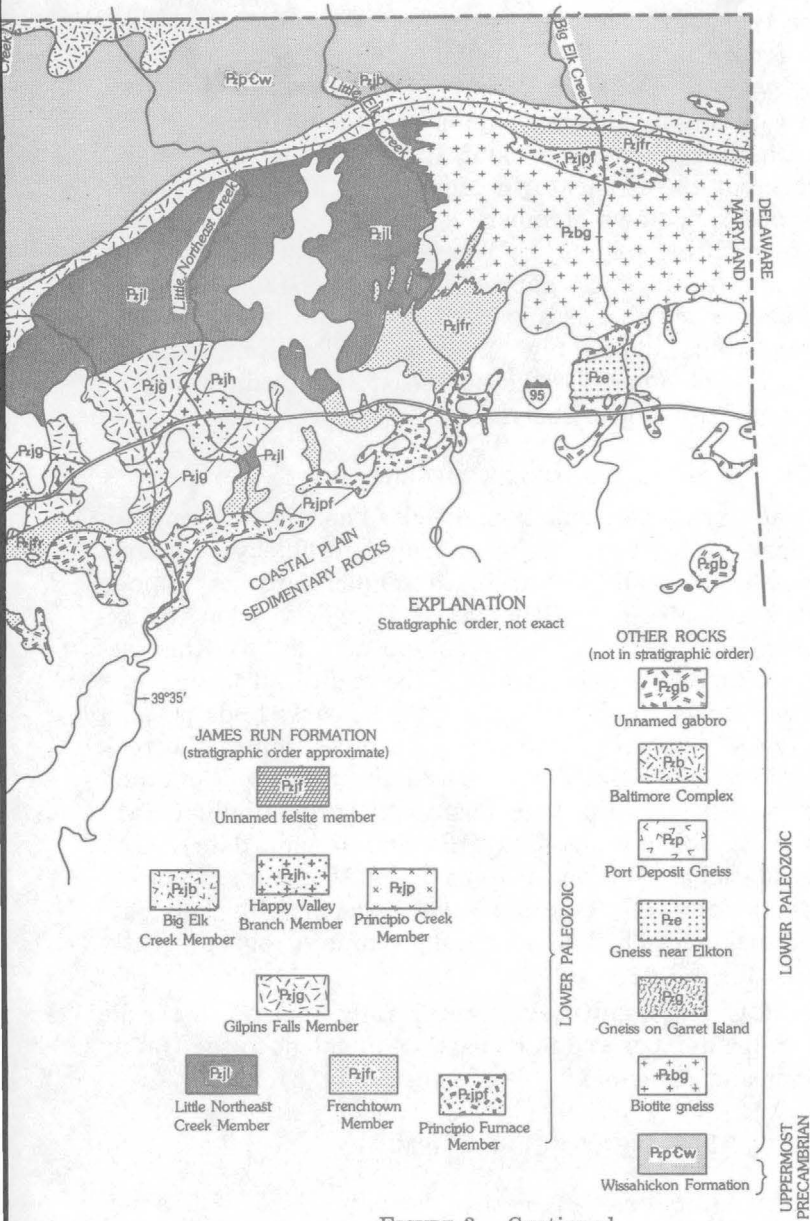 Creek
PzpЄw
Pzjb
Little Elk Creek
Big Elk Creek
Pzjfr
Pzjpf
Pzbg
MARYLAND
DELAWARE
Pzjl
Little Northeast Creek
Pzjl
Pzjfr
Pzjg
Pzjh
95
Pze
Pzjg
Pzjl
Pzjg
Pzjpf
Pzjfr
COASTAL PLAIN
SEDIMENTARY ROCKS
Pzgb
39°35′
EXPLANATION
Stratigraphic order, not exact
JAMES RUN FORMATION
(stratigraphic order approximate)
Pzjf
Unnamed felsite member
Pzjb
Big Elk
Creek Member
Pzjh
Happy Valley
Branch Member
Pzjp
Principio Creek
Member
Pzjg
Gilpins Falls Member
Pzjl
Little Northeast
Creek Member
Pzjfr
Frenchtown
Member
Pzjpf
Principio Furnace
Member
LOWER PALEOZOIC
OTHER ROCKS
(not in stratigraphic order)
Pzgb
Unnamed gabbro
Pzb
Baltimore Complex
Pzp
Port Deposit Gneiss
Pze
Gneiss near Elkton
Pzg
Gneiss on Garret Island
Pzbg
Biotite gneiss
PzpЄw
Wissahickon Formation
LOWER PALEOZOIC
UPPERMOST
PRECAMBRIAN